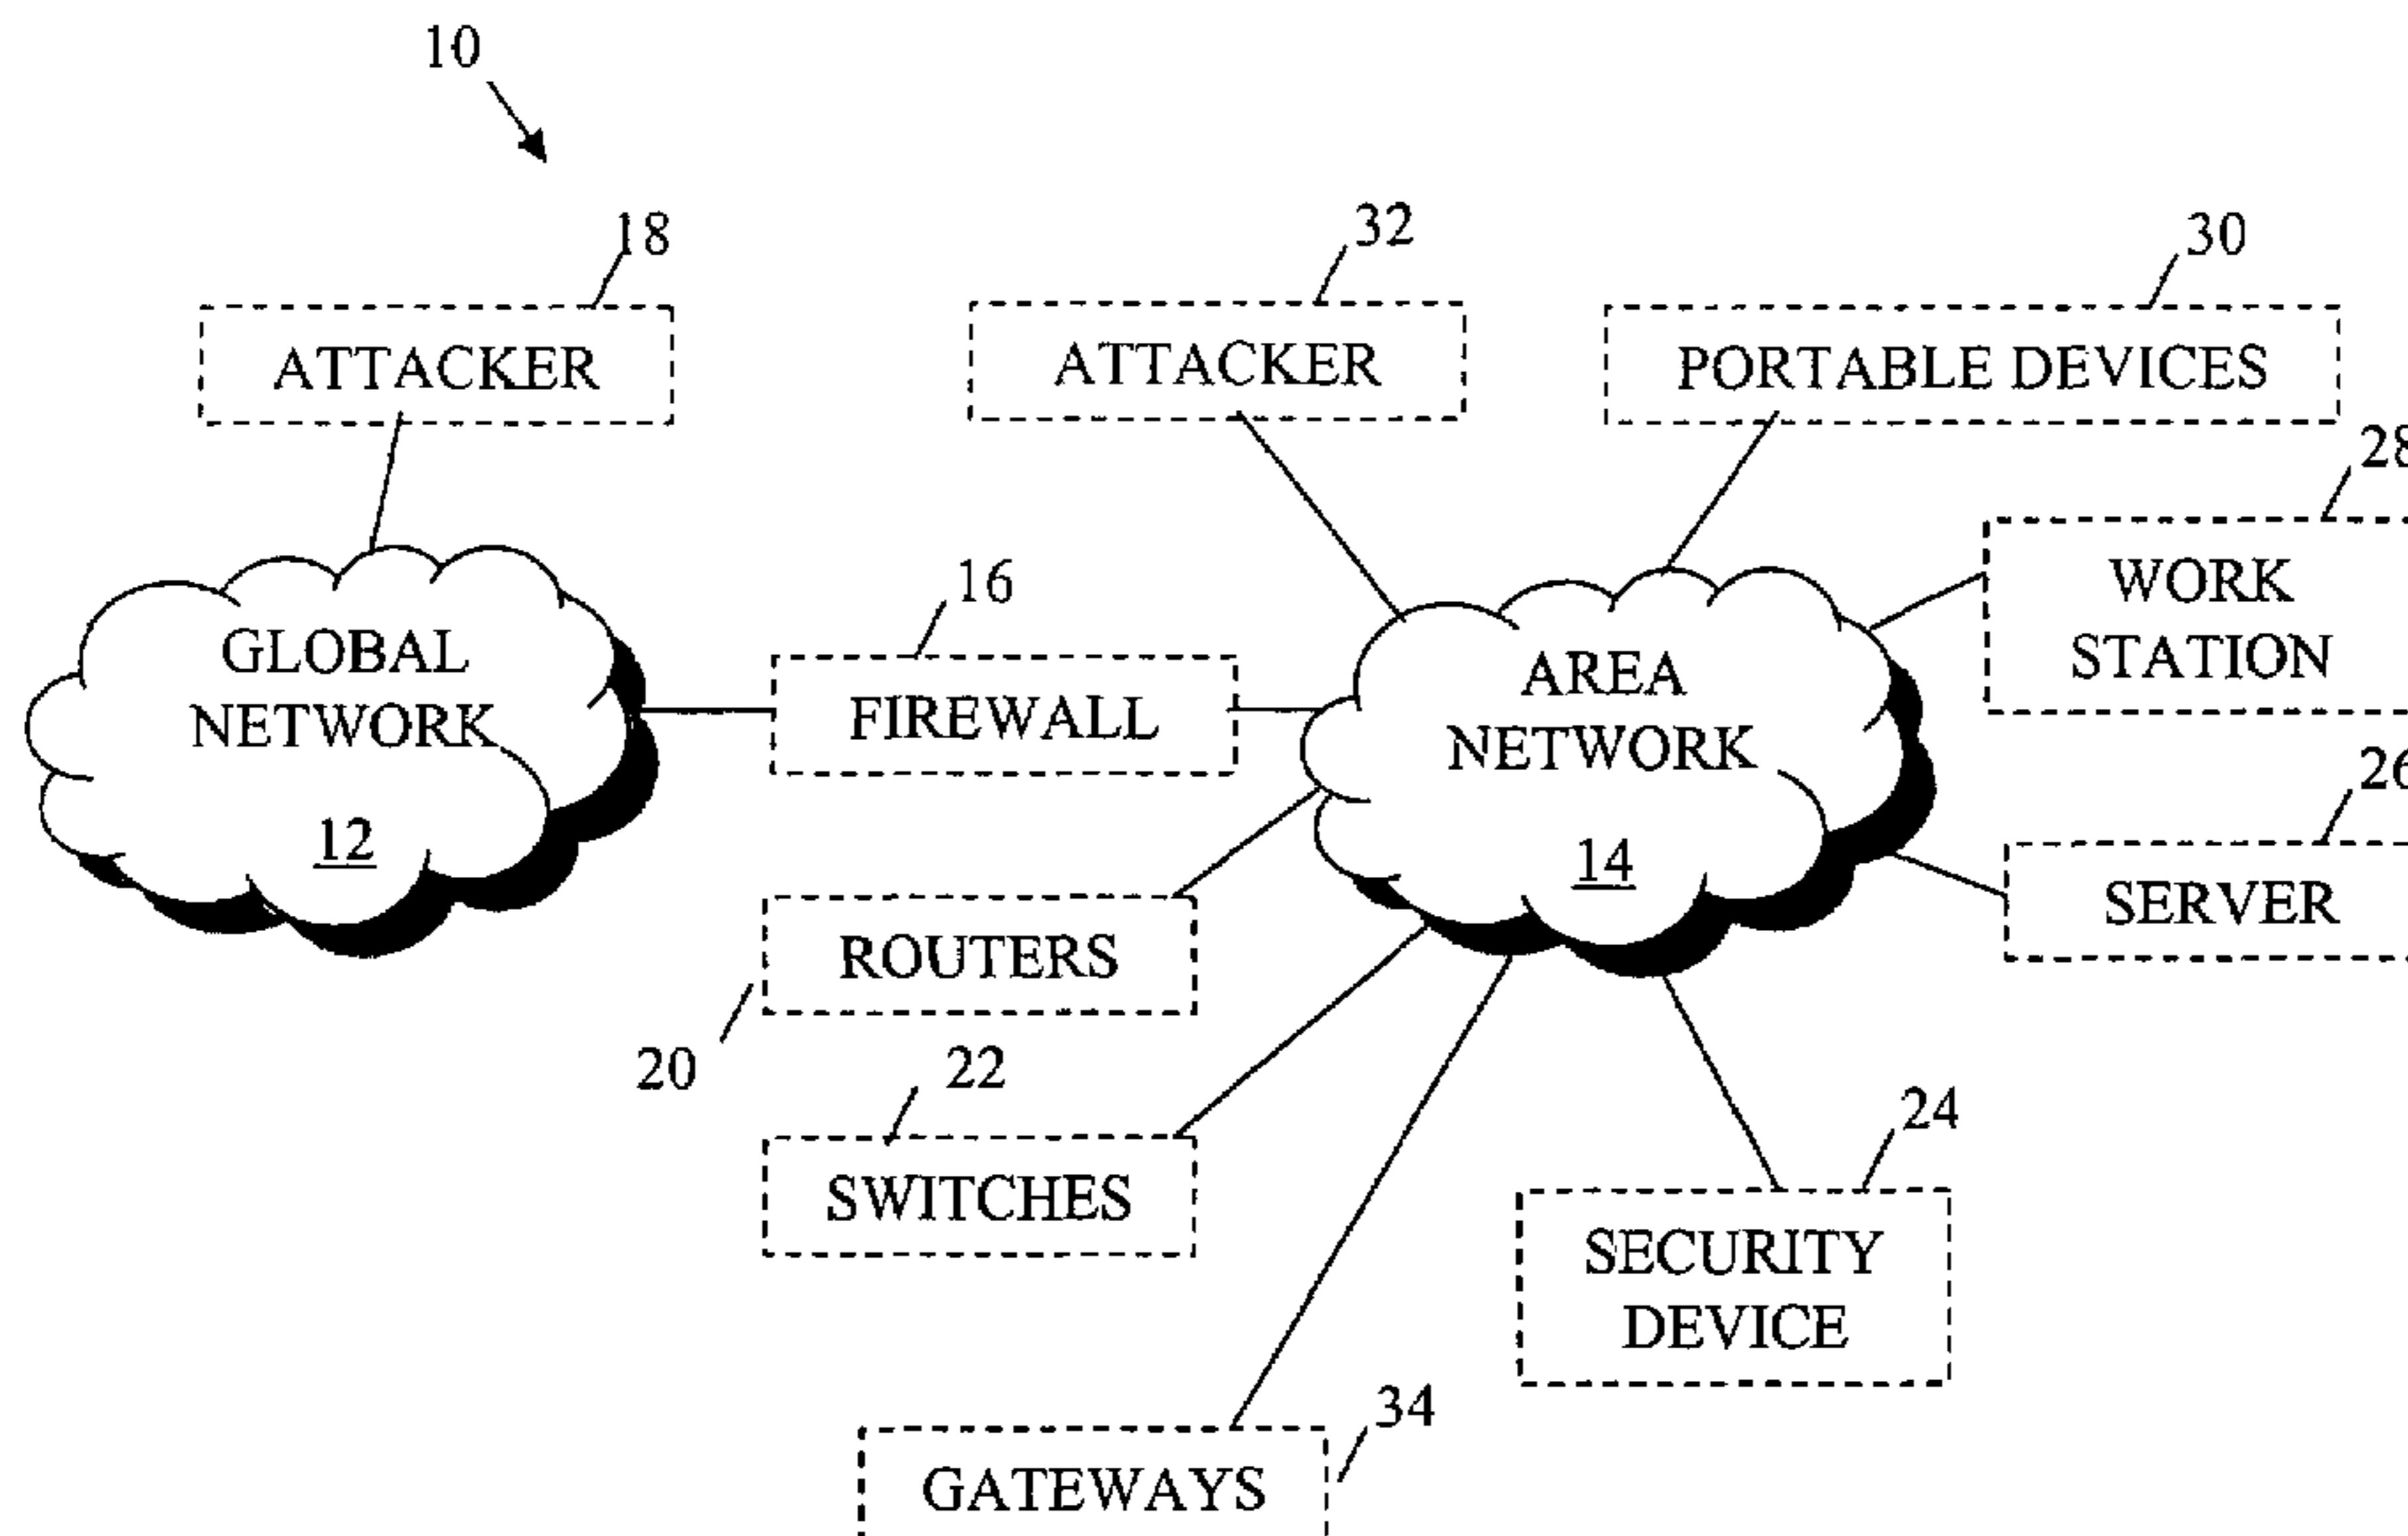 10
18
32
30
ATTACKER
ATTACKER
PORTABLE DEVICES
28
16
WORK
STATION
GLOBAL
NETWORK
12
FIREWALL
AREA
NETWORK
14
26
SERVER
ROUTERS
20
22
SWITCHES
24
SECURITY
DEVICE
34
GATEWAYS